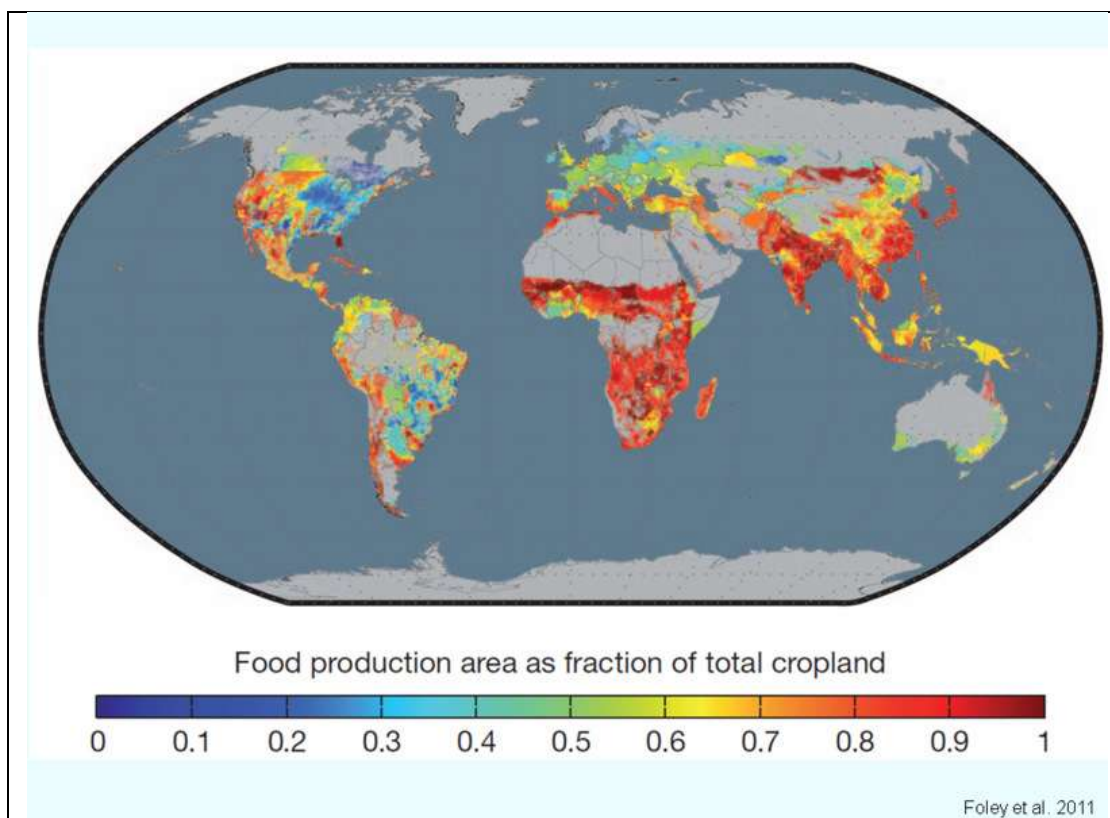 Food production area as fraction of total cropland
0 0.1 0.2 0.3 0.4 0.5 0.6 0.7 0.8 0.9 1
Foley et al. 2011